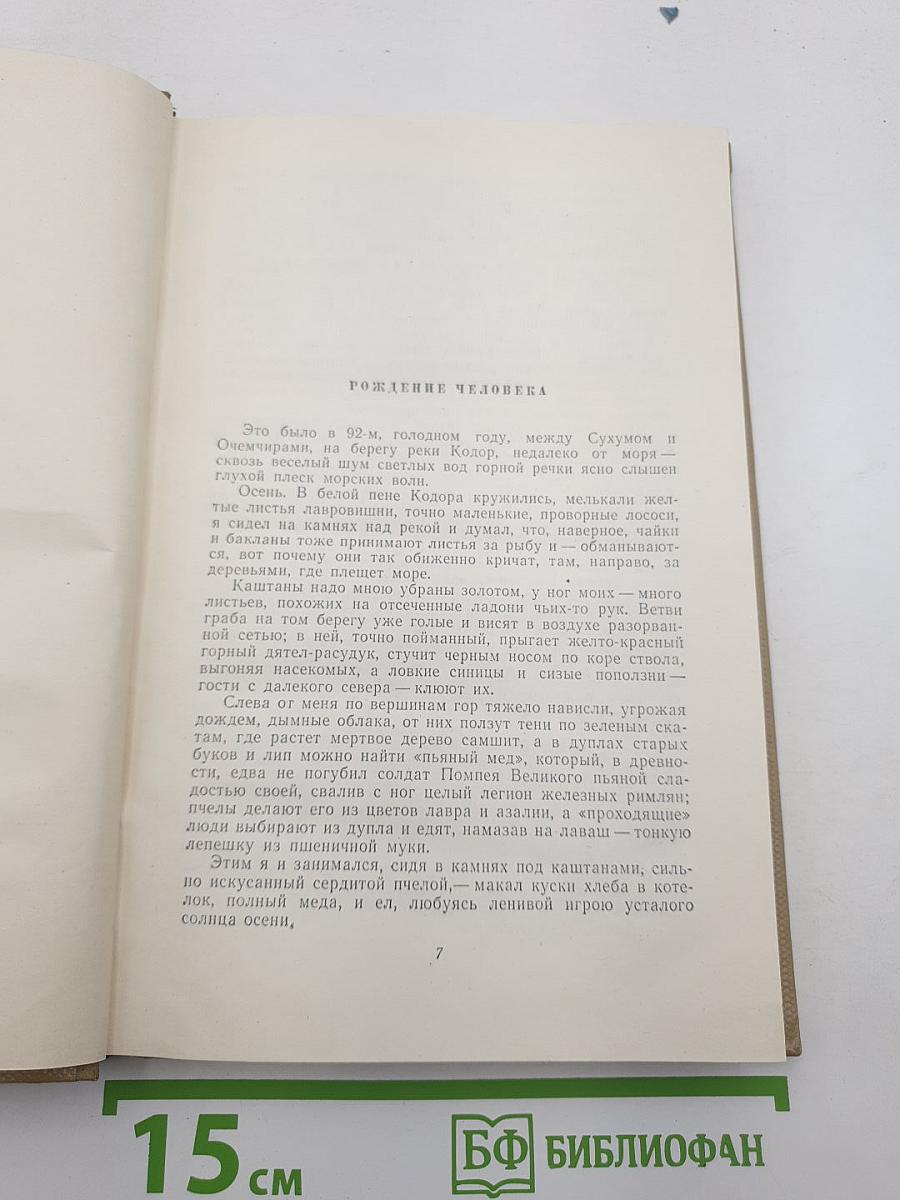 РОЖДЕНИЕ ЧЕЛОВЕКА
Это было в 92-м, голодном году, между Сухумом и
Очемчирами, на берегу реки Кодор, недалеко от моря —
сквозь веселый шум светлых вод горной речки ясно слышен
глухой плеск морских волн.
Осень. В белой пене Кодора кружились, мелькали жел-
тые листья лавровишни, точно маленькие, проворные лососи,
я сидел на камнях над рекой и думал, что, наверное, чайки
и бакланы тоже принимают листья за рыбу и — обманывают-
ся, вот почему они так обиженно кричат, там, направо, за
деревьями, где плещет море.
Каштаны надо мною убраны золотом, у ног моих — много
листьев, похожих на отсеченные ладони чьих-то рук. Ветви
граба на том берегу уже голые и висят в воздухе разорван-
ной сетью; в ней, точно пойманный, прыгает желто-красный
горный дятел-расудук, стучит черным носом по коре ствола,
выгоняя насекомых, а ловкие синицы и сизые поползни —
гости с далекого севера — клюют их.
Слева от меня по вершинам гор тяжело нависли, угрожая
дождем, дымные облака, от них ползут тени по зеленым ска-
там, где растет мертвое дерево самшит, а в дуплах старых
буков и лип можно найти «пьяный мед», который, в древно-
сти, едва не погубил солдат Помпея Великого пьяной сла-
достью своей, свалив с ног целый легион железных римлян;
пчелы делают его из цветов лавра и азалии, а «проходящие»
люди выбирают из дупла и едят, намазав на лаваш — тонкую
лепешку из пшеничной муки.
Этим я и занимался, сидя в камнях под каштанами, силь-
но искусанный сердитой пчелой,— макал куски хлеба в коте-
лок, полный меда, и ел, любуясь ленивой игрою усталого
солнца осени.
7
15 см
БФ БИБЛИОФАН